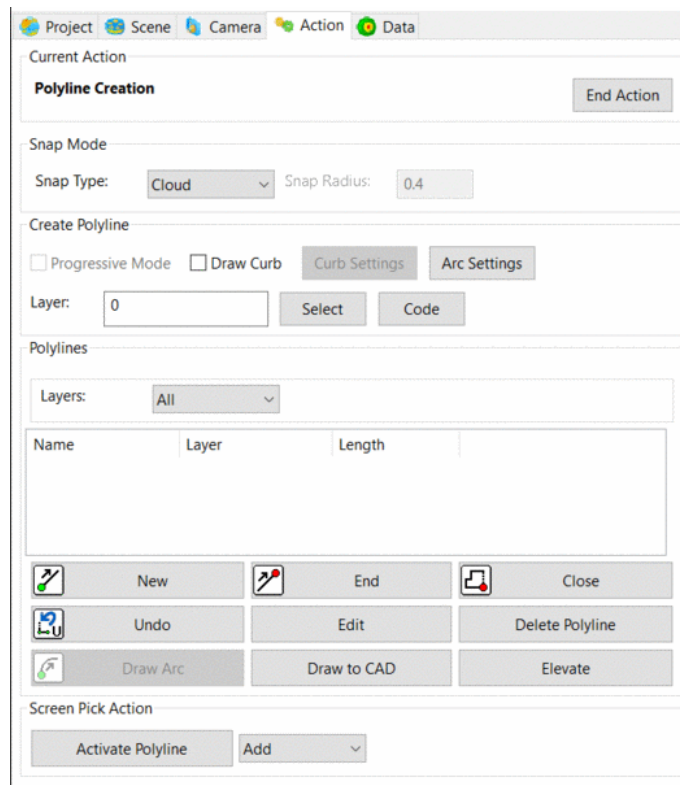 Project Scene Camera Action Data
Current Action
Polyline Creation
End Action
Snap Mode
Snap Type: Cloud Snap Radius: 0.4
Create Polyline
Progressive Mode Draw Curb Curb Settings Arc Settings
Layer: 0 Select Code
Polylines
Layers: All
Name Layer Length
New End Close
U Undo Edit Delete Polyline
Draw Arc Draw to CAD Elevate
Screen Pick Action
Activate Polyline Add